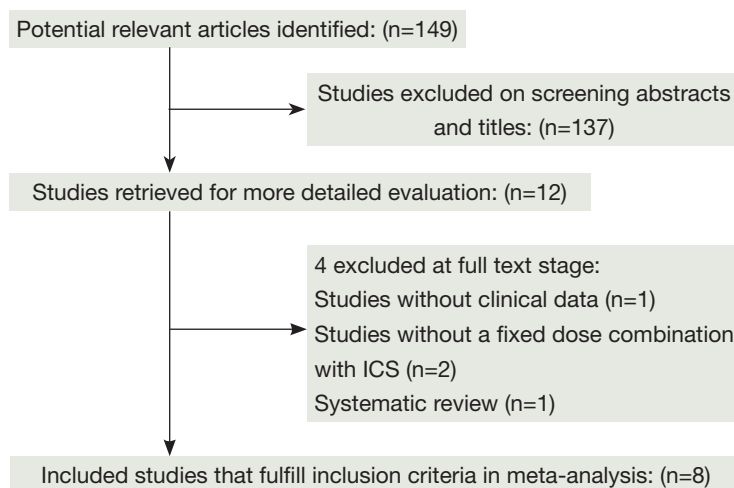 Potential relevant articles identified: (n=149)
Studies excluded on screening abstracts
and titles: (n=137)
Studies retrieved for more detailed evaluation: (n=12)
4 excluded at full text stage:
Studies without clinical data (n=1)
Studies without a fixed dose combination
with ICS (n=2)
Systematic review (n=1)
Included studies that fulfill inclusion criteria in meta-analysis: (n=8)